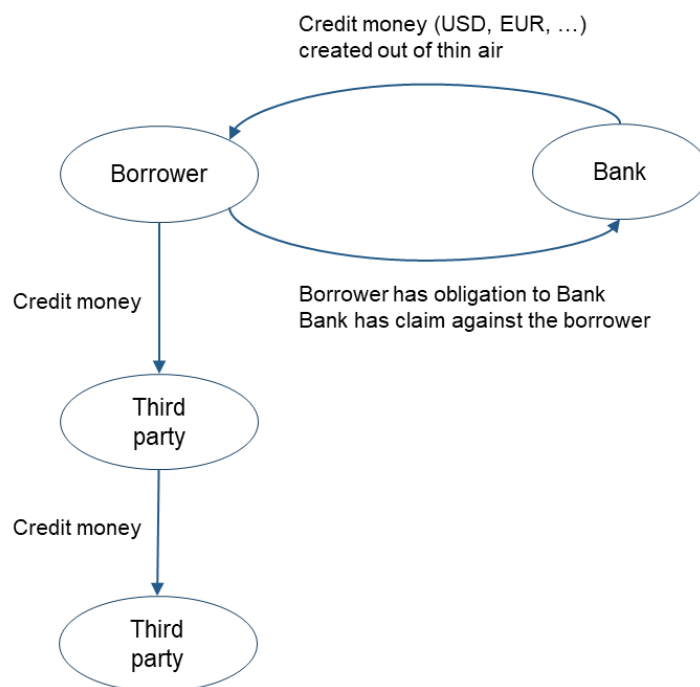 Credit money (USD, EUR, …)
created out of thin air
Borrower
Bank
Credit money
Borrower has obligation to Bank
Bank has claim against the borrower
Third
party
Credit money
Third
party